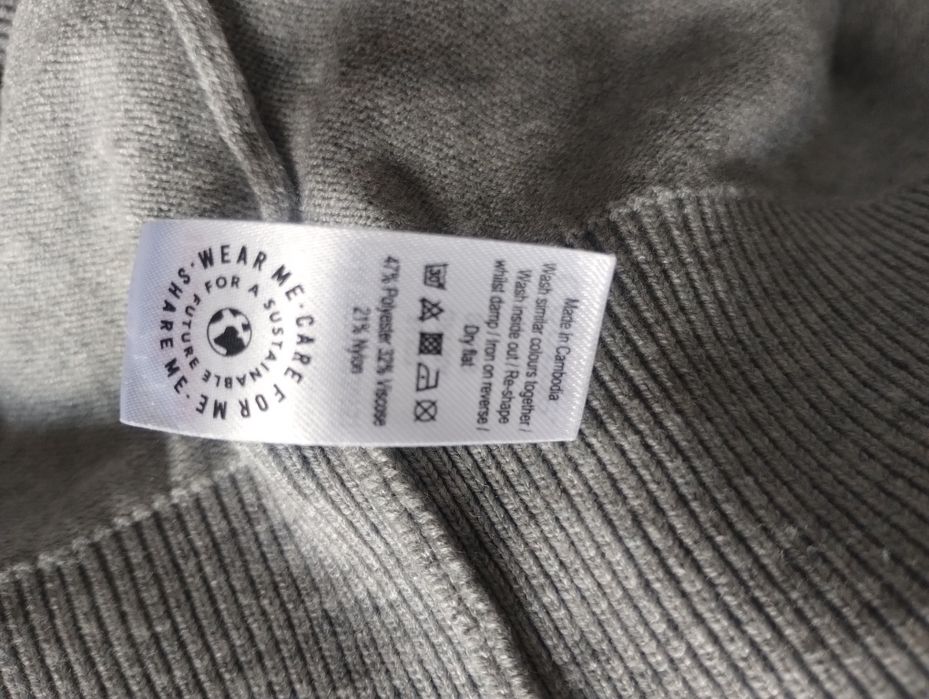 Made In Cambodia
Wash similar colours together /
Wash inside out / Re-shape
whilst damp / Iron on reverse /
Dry flat
30
47% Polyester 32% Viscose
21% Nylon
WEAR ME · CARE FOR ME · SHARE ME ·
FOR A SUSTAINABLE FUTURE